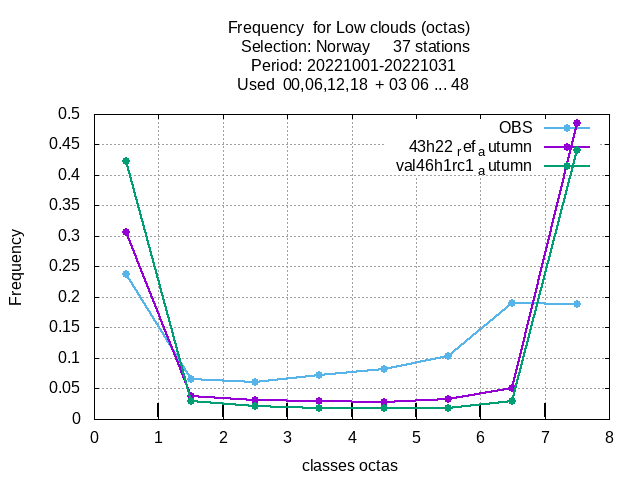 Frequency  for Low clouds (octas)
Selection: Norway     37 stations
Period: 20221001-20221031
Used  00,06,12,18  + 03 06 ... 48
OBS
43h22 ref a utumn
val46h1rc1 a utumn
0.5
0.45
0.4
0.35
0.3
0.25
0.2
0.15
0.1
0.05
0
Frequency
0 1 2 3 4 5 6 7 8
classes octas